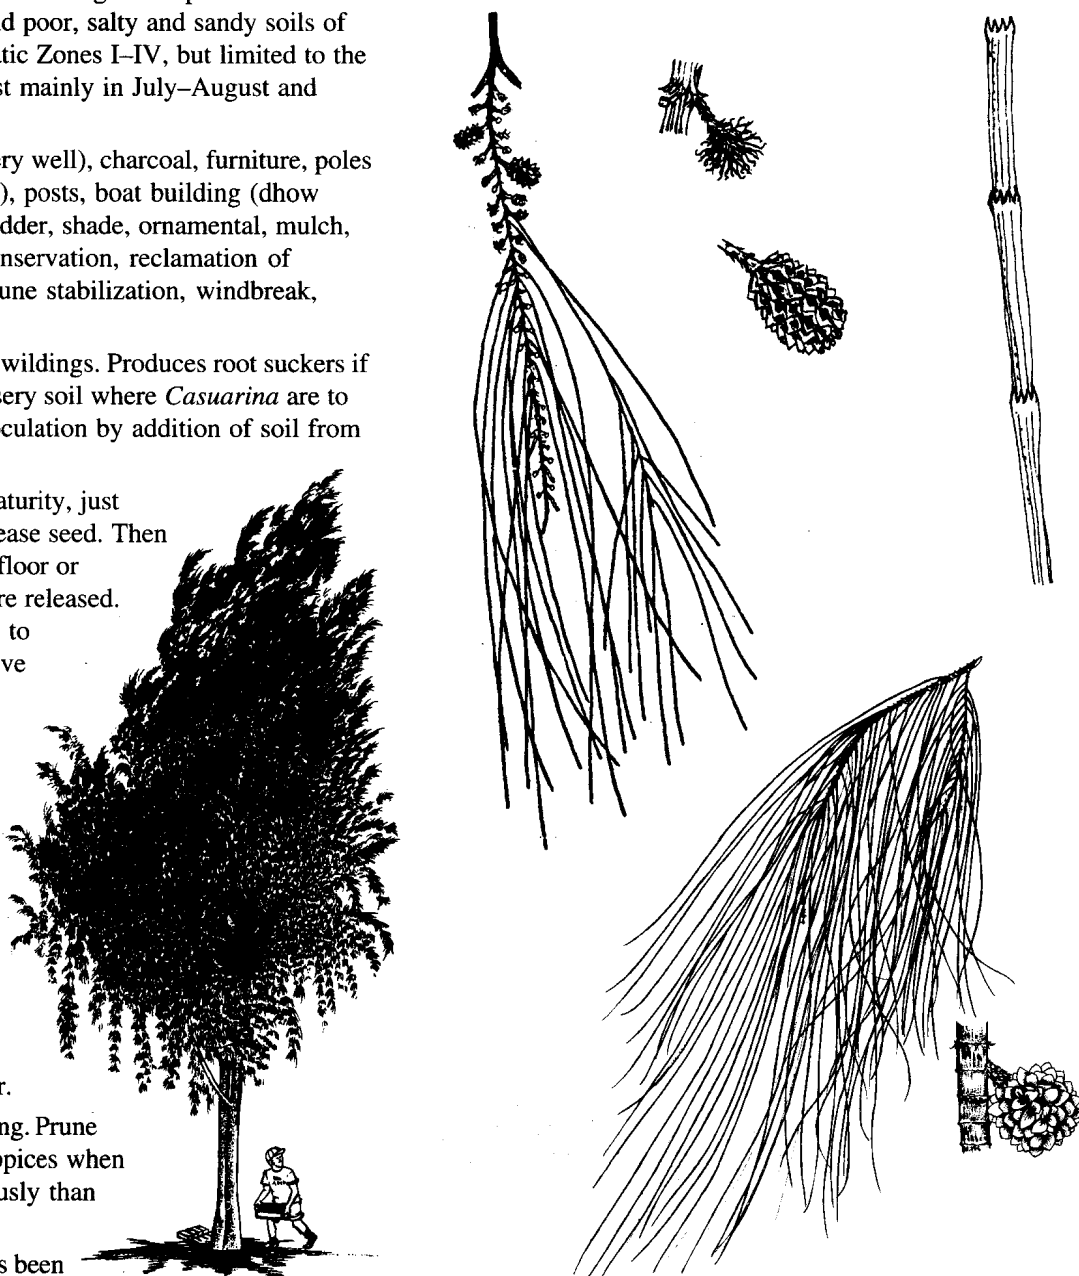 d poor, salty and sandy soils of
tic Zones I–IV, but limited to the
st mainly in July–August and
ery well), charcoal, furniture, poles
), posts, boat building (dhow
dder, shade, ornamental, mulch,
nservation, reclamation of
une stabilization, windbreak,
wildings. Produces root suckers if
sery soil where Casuarina are to
culation by addition of soil from
aturity, just
ease seed. Then
floor or
re released.
to
ve
r.
ng. Prune
ppices when
usly than
s been